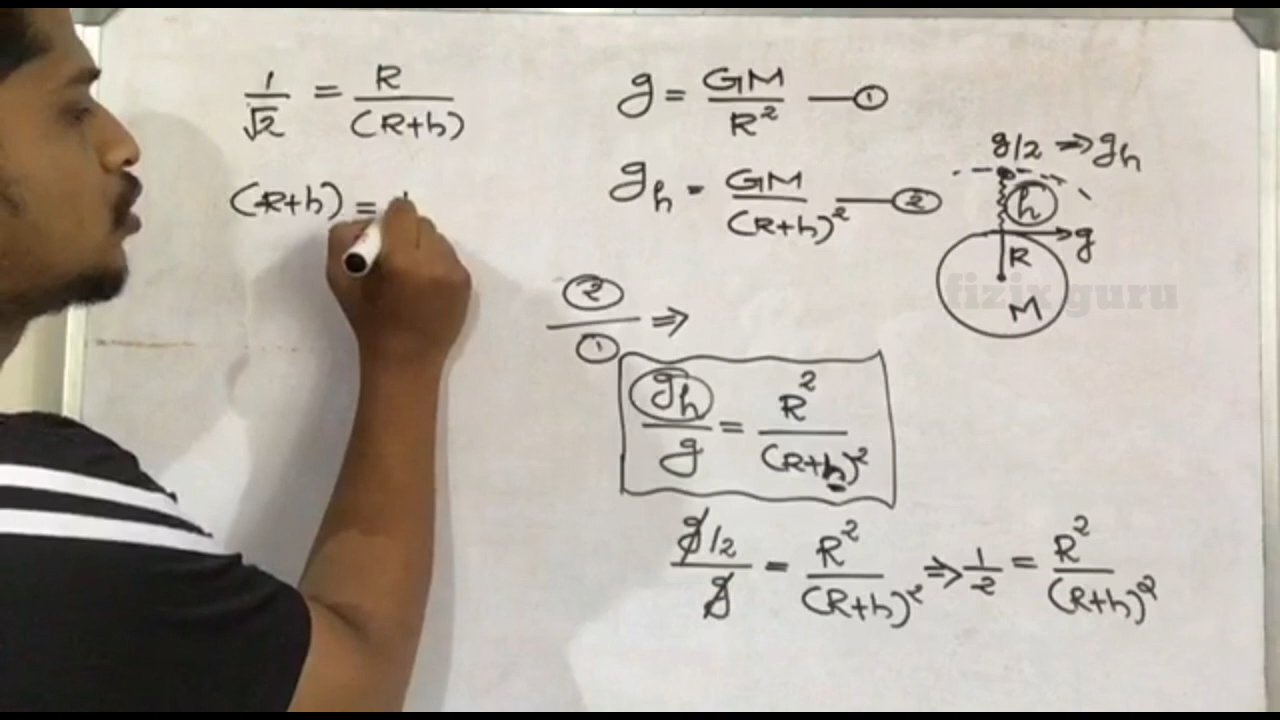 1/√2 = R/(R+h)
(R+h) =
g = GM/R² —①
g_h = GM/(R+h)² —②
g/2 ⇒ g_h
h
g
R
M
fizix guru
②/① ⇒
g_h/g = R²/(R+h)²
g/2/g = R²/(R+h)² ⇒ 1/2 = R²/(R+h)²